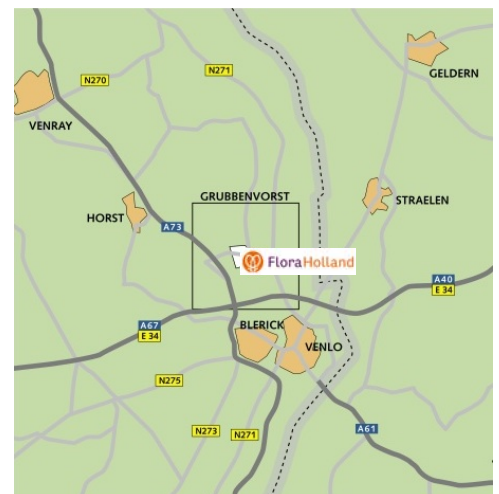 GELDERN
N271
N270
VENRAY
GRUBBENVORST
STRAELEN
HORST
A73
FloraHolland
A40
E 34
A67
E 34
BLERICK
VENLO
N275
N273
N271
A61